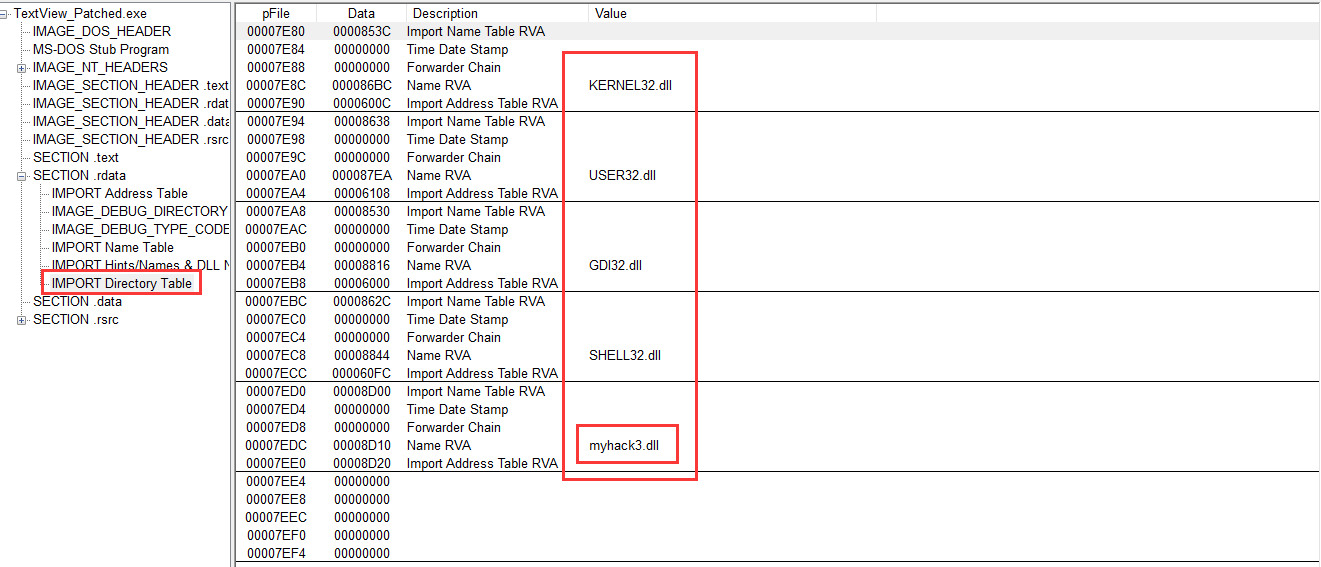 TextView_Patched.exe
IMAGE_DOS_HEADER
MS-DOS Stub Program
IMAGE_NT_HEADERS
IMAGE_SECTION_HEADER .text
IMAGE_SECTION_HEADER .rdat
IMAGE_SECTION_HEADER .data
IMAGE_SECTION_HEADER .rsrc
SECTION .text
SECTION .rdata
IMPORT Address Table
IMAGE_DEBUG_DIRECTORY
IMAGE_DEBUG_TYPE_CODE
IMPORT Name Table
IMPORT Hints/Names & DLL N
IMPORT Directory Table
SECTION .data
SECTION .rsrc
pFile Data Description Value
00007E80 0000853C Import Name Table RVA
00007E84 00000000 Time Date Stamp
00007E88 00000000 Forwarder Chain
00007E8C 000086BC Name RVA KERNEL32.dll
00007E90 0000600C Import Address Table RVA
00007E94 00008638 Import Name Table RVA
00007E98 00000000 Time Date Stamp
00007E9C 00000000 Forwarder Chain
00007EA0 000087EA Name RVA USER32.dll
00007EA4 00006108 Import Address Table RVA
00007EA8 00008530 Import Name Table RVA
00007EAC 00000000 Time Date Stamp
00007EB0 00000000 Forwarder Chain
00007EB4 00008816 Name RVA GDI32.dll
00007EB8 00006000 Import Address Table RVA
00007EBC 0000862C Import Name Table RVA
00007EC0 00000000 Time Date Stamp
00007EC4 00000000 Forwarder Chain
00007EC8 00008844 Name RVA SHELL32.dll
00007ECC 000060FC Import Address Table RVA
00007ED0 00008D00 Import Name Table RVA
00007ED4 00000000 Time Date Stamp
00007ED8 00000000 Forwarder Chain
00007EDC 00008D10 Name RVA myhack3.dll
00007EE0 00008D20 Import Address Table RVA
00007EE4 00000000
00007EE8 00000000
00007EEC 00000000
00007EF0 00000000
00007EF4 00000000